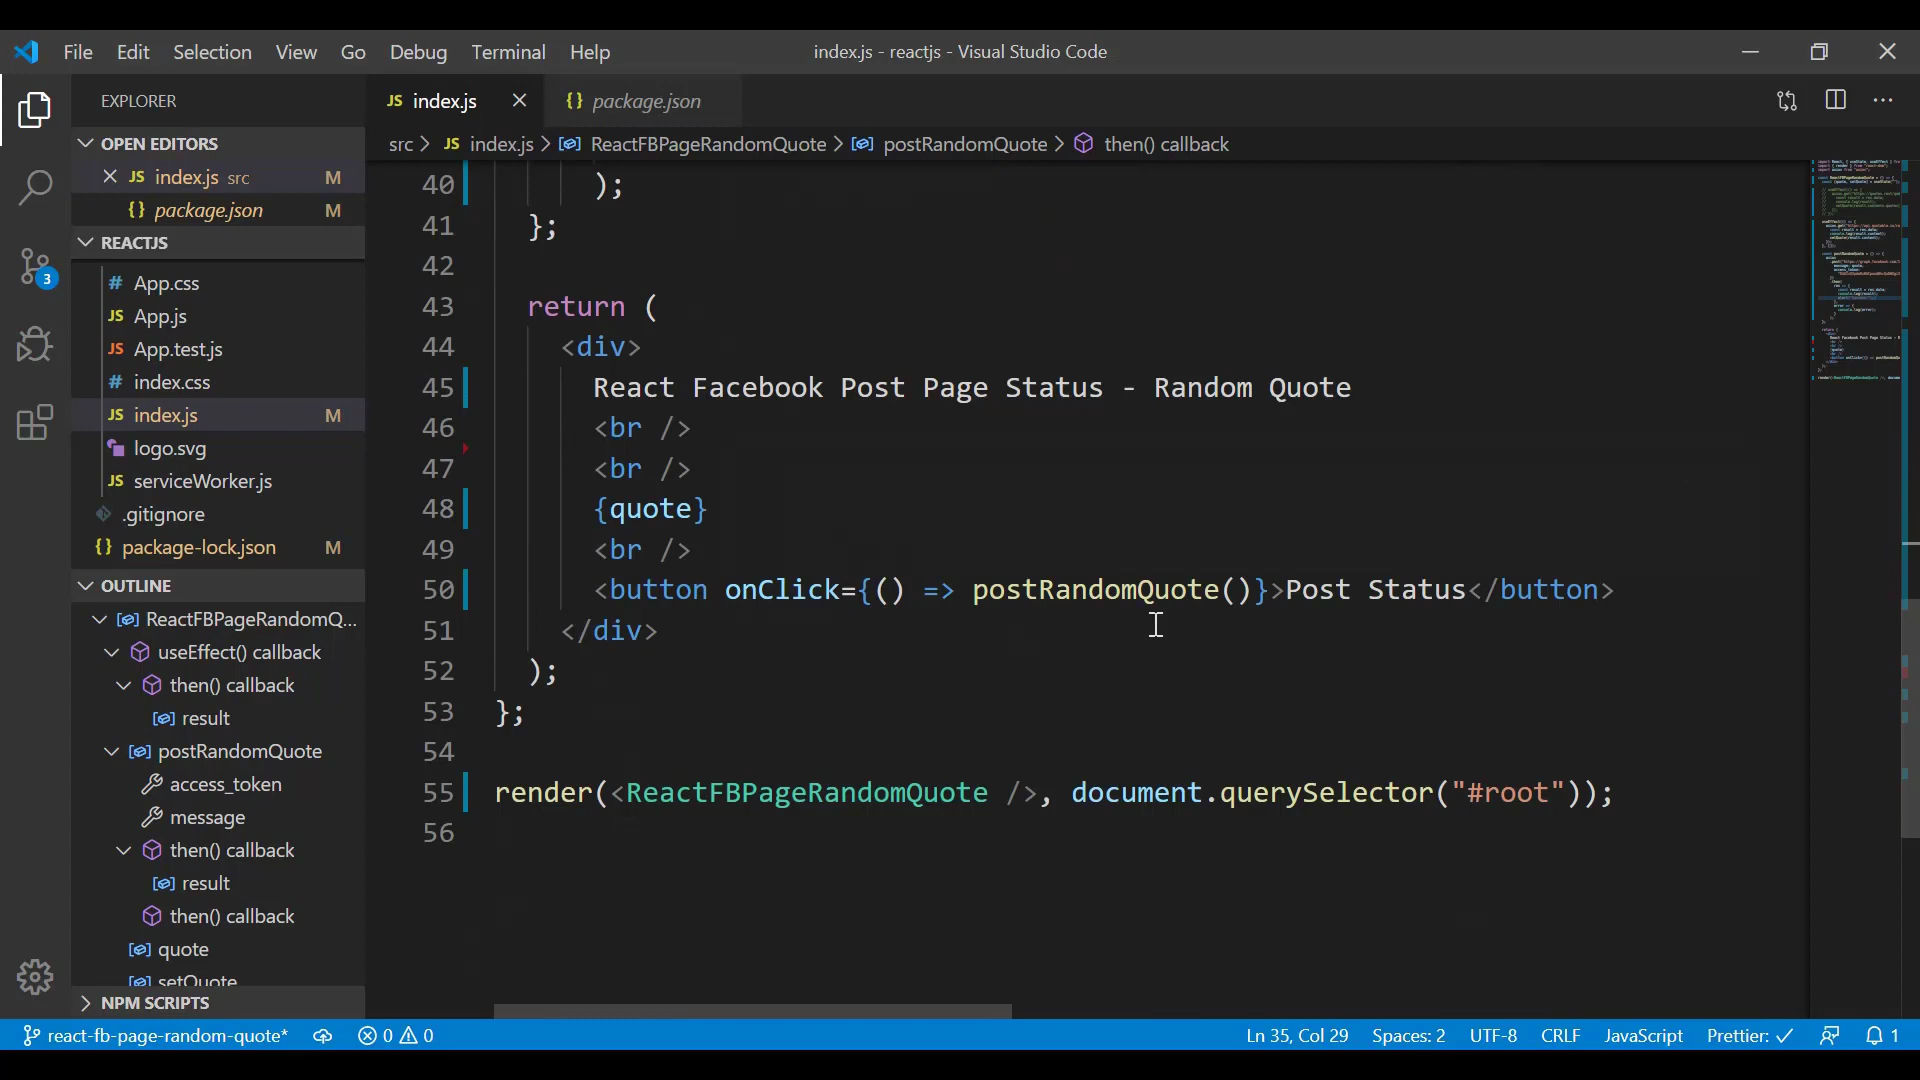 File Edit Selection View Go Debug Terminal Help
index.js - reactjs - Visual Studio Code
EXPLORER
OPEN EDITORS
JS index.js src M
{} package.json M
REACTJS
# App.css
JS App.js
JS App.test.js
# index.css
JS index.js M
logo.svg
JS serviceWorker.js
.gitignore
{} package-lock.json M
OUTLINE
ReactFBPageRandomQ...
useEffect() callback
then() callback
result
postRandomQuote
access_token
message
then() callback
result
then() callback
quote
setQuote
NPM SCRIPTS
3
JS index.js
{} package.json
src > JS index.js > ReactFBPageRandomQuote > postRandomQuote > then() callback
40 );
41 };
42
43 return (
44 <div>
45 React Facebook Post Page Status - Random Quote
46 <br />
47 <br />
48 {quote}
49 <br />
50 <button onClick={() => postRandomQuote()}>Post Status</button>
51 </div>
52 );
53 };
54
55 render(<ReactFBPageRandomQuote />, document.querySelector("#root"));
56
react-fb-page-random-quote* 0 0
Ln 35, Col 29 Spaces: 2 UTF-8 CRLF JavaScript Prettier: ✓ 1